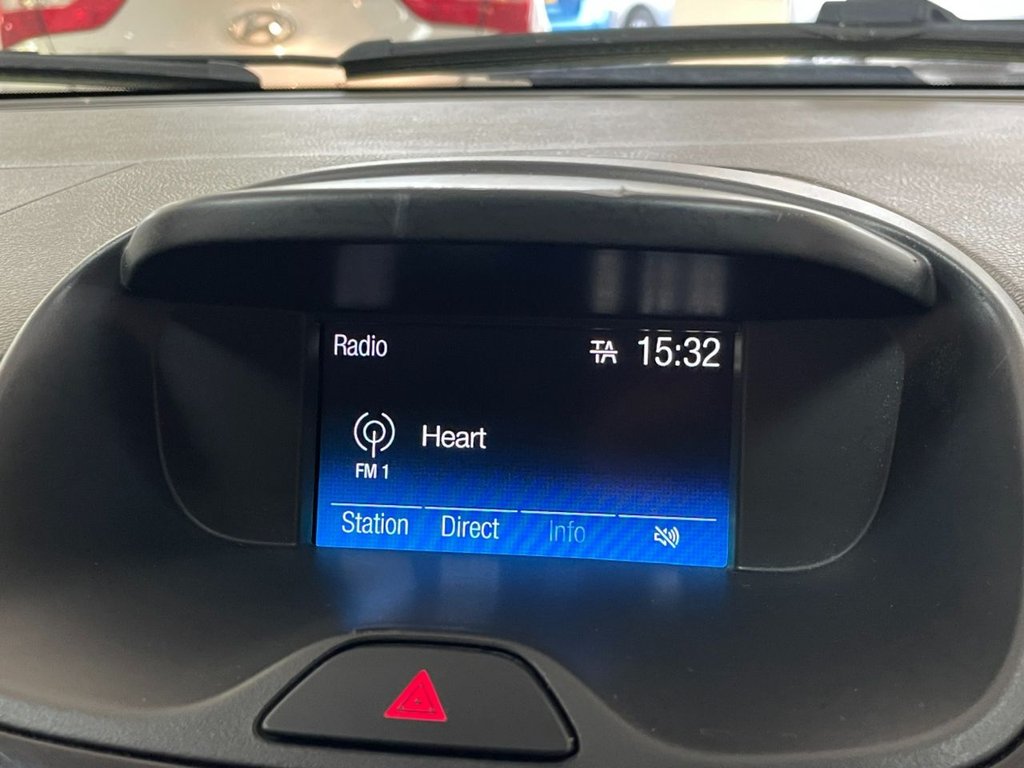 Radio
TA 15:32
Heart
FM 1
Station Direct Info